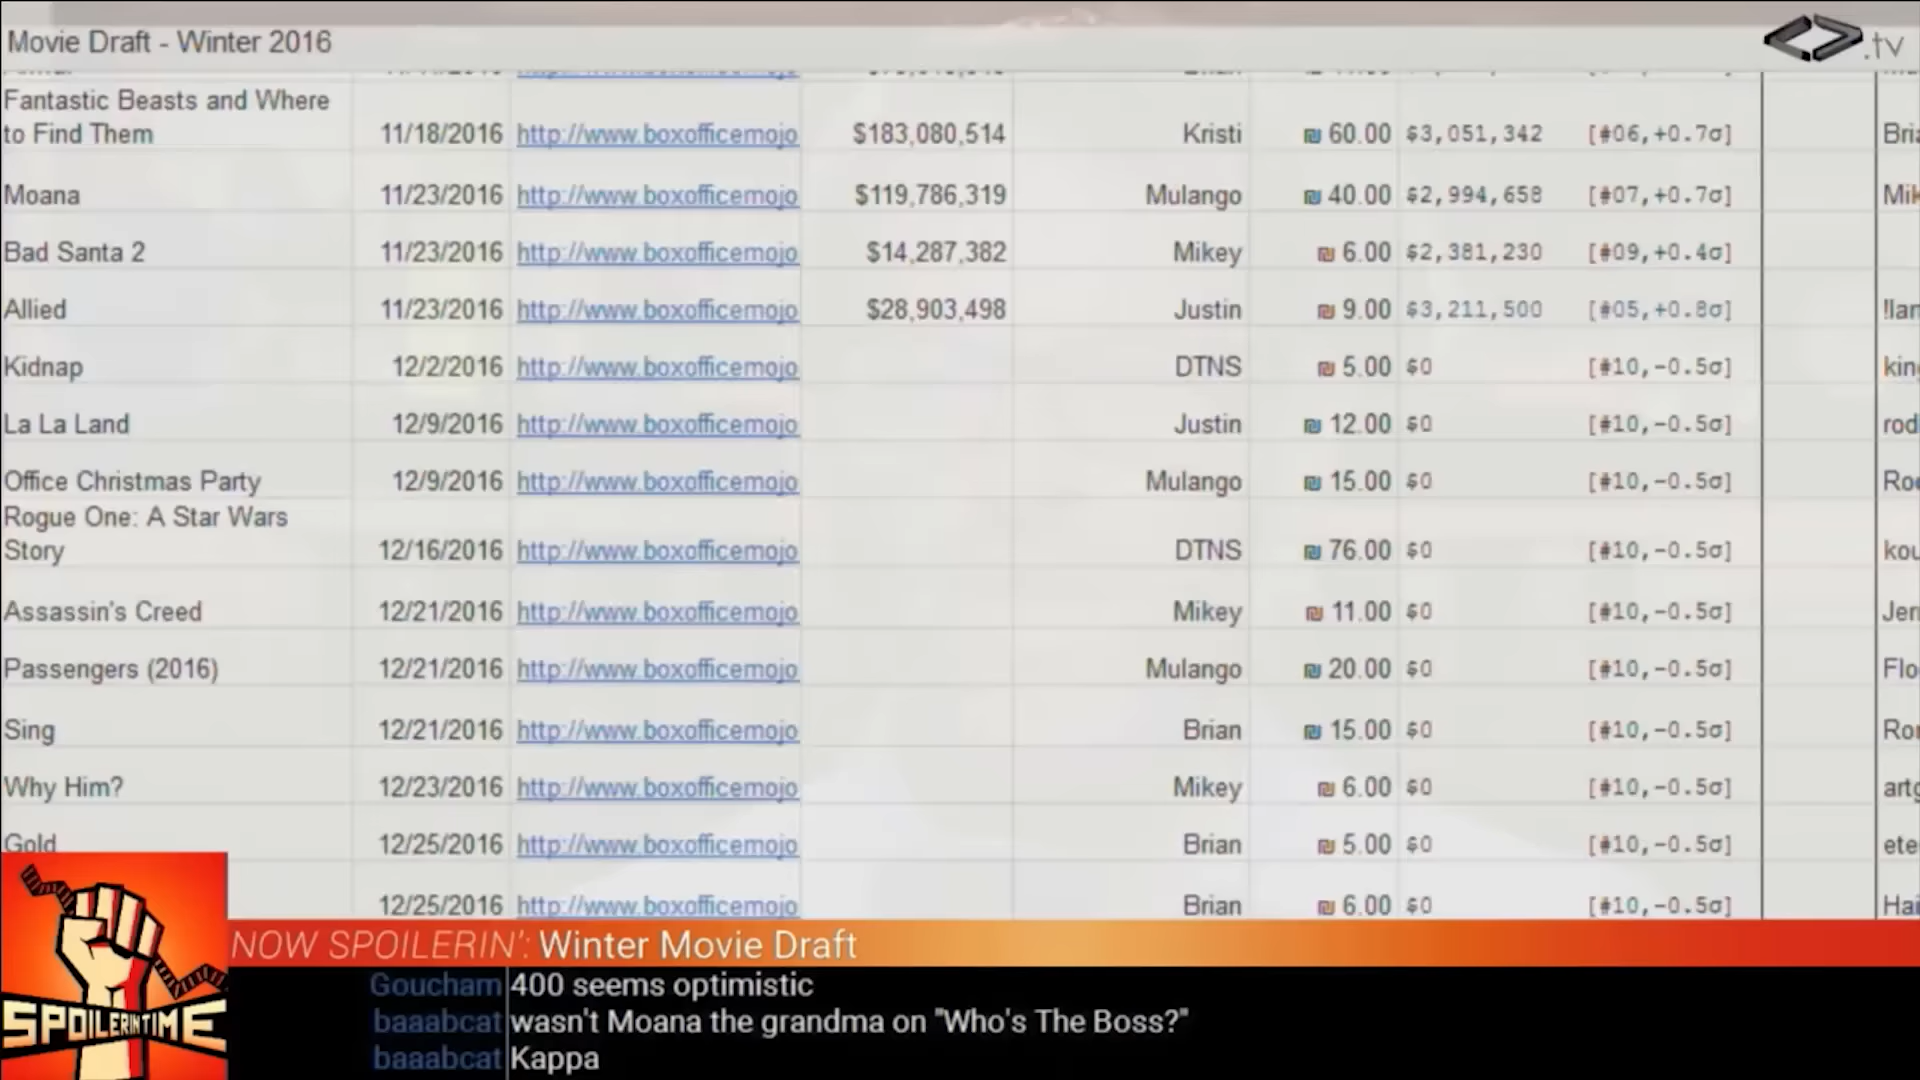 Movie Draft - Winter 2016
.tv
Fantastic Beasts and Where
to Find Them 11/18/2016 http://www.boxofficemojo $183,080,514 Kristi ₪ 60.00 $3,051,342 [#06,+0.7σ] Bria
Moana 11/23/2016 http://www.boxofficemojo $119,786,319 Mulango ₪ 40.00 $2,994,658 [#07,+0.7σ] Mik
Bad Santa 2 11/23/2016 http://www.boxofficemojo $14,287,382 Mikey ₪ 6.00 $2,381,230 [#09,+0.4σ]
Allied 11/23/2016 http://www.boxofficemojo $28,903,498 Justin ₪ 9.00 $3,211,500 [#05,+0.8σ] !lan
Kidnap 12/2/2016 http://www.boxofficemojo DTNS ₪ 5.00 $0 [#10,-0.5σ] king
La La Land 12/9/2016 http://www.boxofficemojo Justin ₪ 12.00 $0 [#10,-0.5σ] rod
Office Christmas Party 12/9/2016 http://www.boxofficemojo Mulango ₪ 15.00 $0 [#10,-0.5σ] Roe
Rogue One: A Star Wars
Story 12/16/2016 http://www.boxofficemojo DTNS ₪ 76.00 $0 [#10,-0.5σ] kou
Assassin's Creed 12/21/2016 http://www.boxofficemojo Mikey ₪ 11.00 $0 [#10,-0.5σ] Jen
Passengers (2016) 12/21/2016 http://www.boxofficemojo Mulango ₪ 20.00 $0 [#10,-0.5σ] Flo
Sing 12/21/2016 http://www.boxofficemojo Brian ₪ 15.00 $0 [#10,-0.5σ] Ron
Why Him? 12/23/2016 http://www.boxofficemojo Mikey ₪ 6.00 $0 [#10,-0.5σ] artg
Gold 12/25/2016 http://www.boxofficemojo Brian ₪ 5.00 $0 [#10,-0.5σ] ete
12/25/2016 http://www.boxofficemojo Brian ₪ 6.00 $0 [#10,-0.5σ] Hai
NOW SPOILERIN': Winter Movie Draft
SPOILERIN TIME
Goucham 400 seems optimistic
baaabcat wasn't Moana the grandma on "Who's The Boss?"
baaabcat Kappa